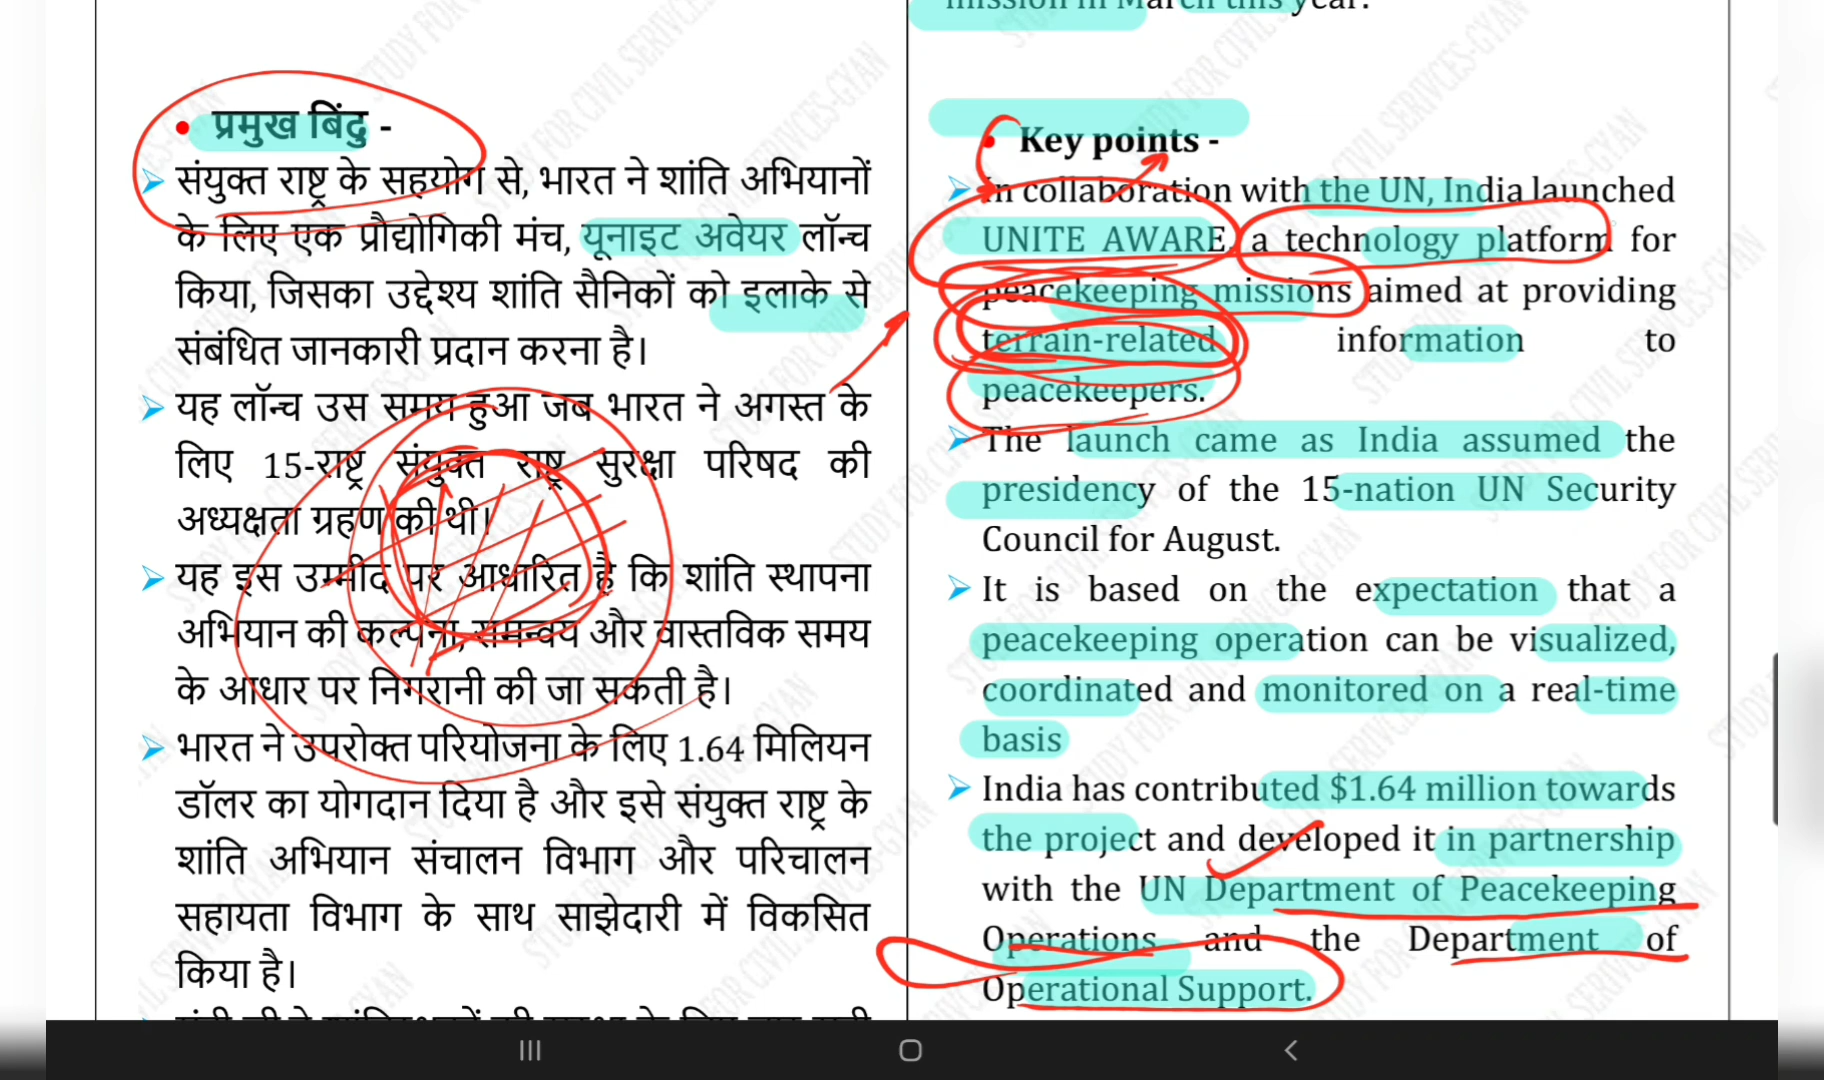 mission in March this year.
प्रमुख बिंदु -
संयुक्त राष्ट्र के सहयोग से, भारत ने शांति अभियानों
के लिए एक प्रौद्योगिकी मंच, यूनाइट अवेयर लॉन्च
किया, जिसका उद्देश्य शांति सैनिकों को इलाके से
संबंधित जानकारी प्रदान करना है।
यह लॉन्च उस समय हुआ जब भारत ने अगस्त के
लिए 15-राष्ट्र संयुक्त राष्ट्र सुरक्षा परिषद की
अध्यक्षता ग्रहण की थी।
यह इस उम्मीद पर आधारित है कि शांति स्थापना
अभियान की कल्पना, समन्वय और वास्तविक समय
के आधार पर निगरानी की जा सकती है।
भारत ने उपरोक्त परियोजना के लिए 1.64 मिलियन
डॉलर का योगदान दिया है और इसे संयुक्त राष्ट्र के
शांति अभियान संचालन विभाग और परिचालन
सहायता विभाग के साथ साझेदारी में विकसित
किया है।
Key points -
In collaboration with the UN, India launched
UNITE AWARE, a technology platform for
peacekeeping missions aimed at providing
terrain-related information to
peacekeepers.
The launch came as India assumed the
presidency of the 15-nation UN Security
Council for August.
It is based on the expectation that a
peacekeeping operation can be visualized,
coordinated and monitored on a real-time
basis
India has contributed $1.64 million towards
the project and developed it in partnership
with the UN Department of Peacekeeping
Operations and the Department of
Operational Support.